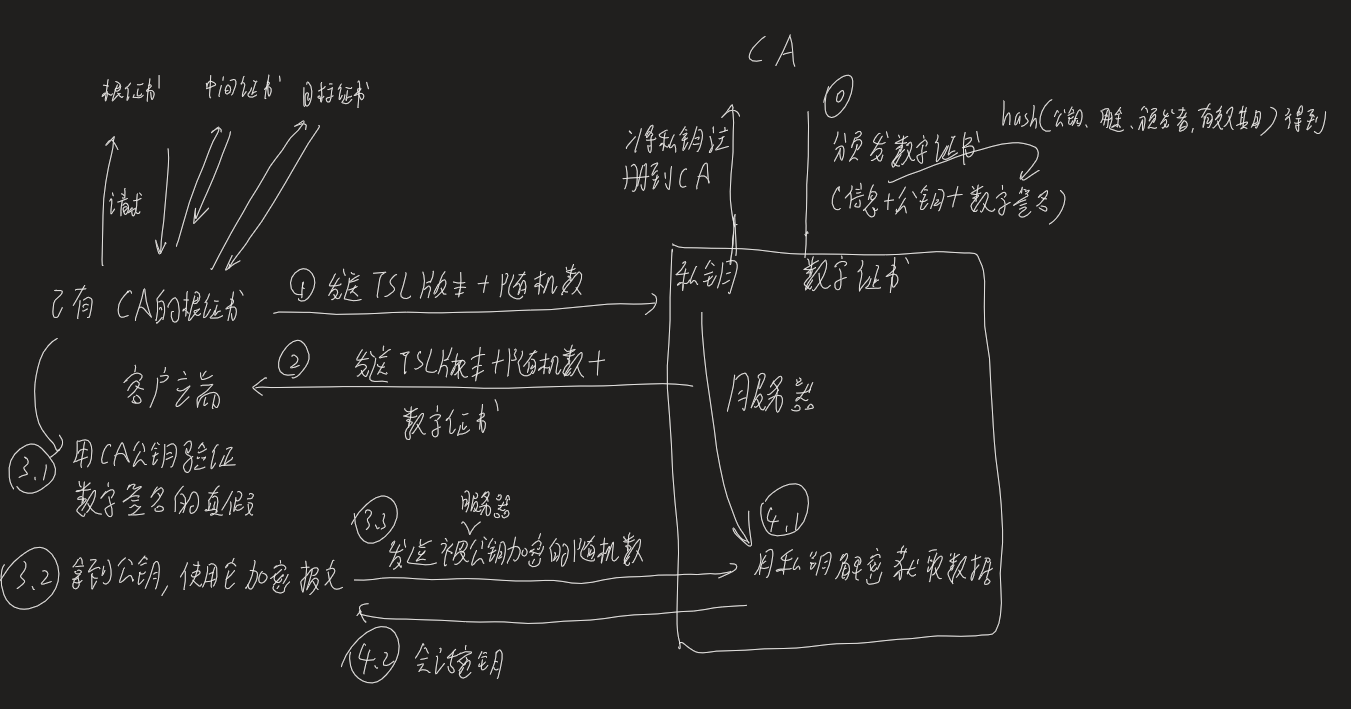 CA
根证书 中间证书 目标证书
请求
将私钥注
册到CA
0
颁发数字证书
(信息+公钥+数字签名)
hash(公钥、用途、颁发者,有效期)得到
私钥 数字证书
已有 CA的根证书
1 发送TSL版本+随机数
2 发送TSL版本+随机数+
数字证书
客户端
服务器
3.1 用CA公钥验证
数字签名的真假
3.2 拿到公钥,使用它加密报文
3.3 服务器
发送被公钥加密的随机数
4.1
用私钥解密获取数据
4.2 会话密钥